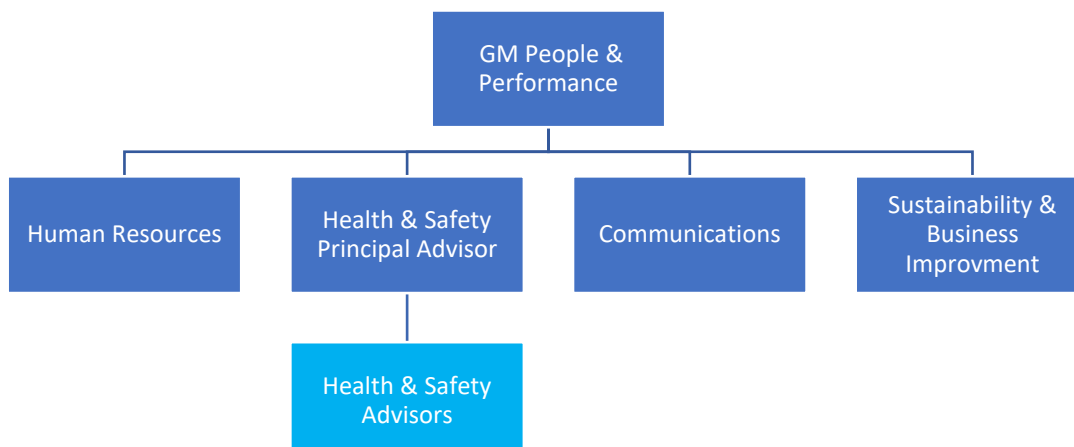 GM People &
Performance
Human Resources
Health & Safety
Principal Advisor
Communications
Sustainability &
Business
Improvment
Health & Safety
Advisors